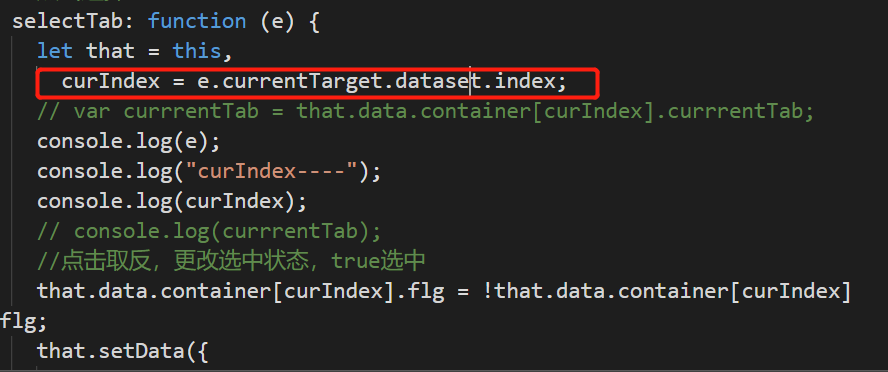 selectTab: function (e) {
let that = this,
curIndex = e.currentTarget.dataset.index;
// var currrentTab = that.data.container[curIndex].currrentTab;
console.log(e);
console.log("curIndex----");
console.log(curIndex);
// console.log(currrentTab);
//点击取反，更改选中状态，true选中
that.data.container[curIndex].flg = !that.data.container[curIndex]
flg;
that.setData({